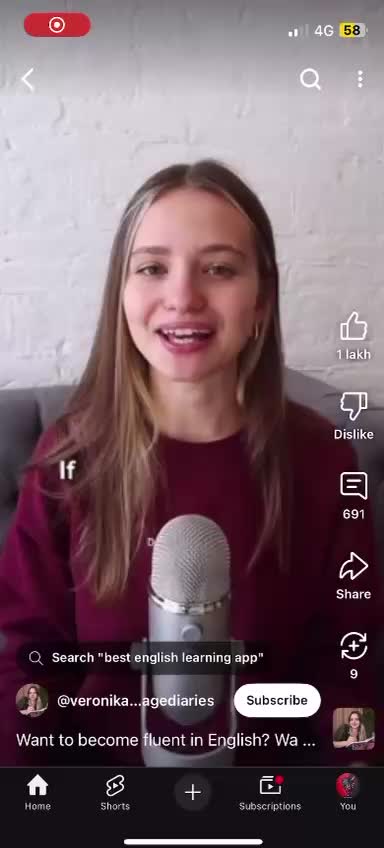 4G 58
1 lakh
Dislike
If
691
Share
Search "best english learning app"
9
@veronika...agediaries
Subscribe
Want to become fluent in English? Wa ...
Home
Shorts
Subscriptions
You